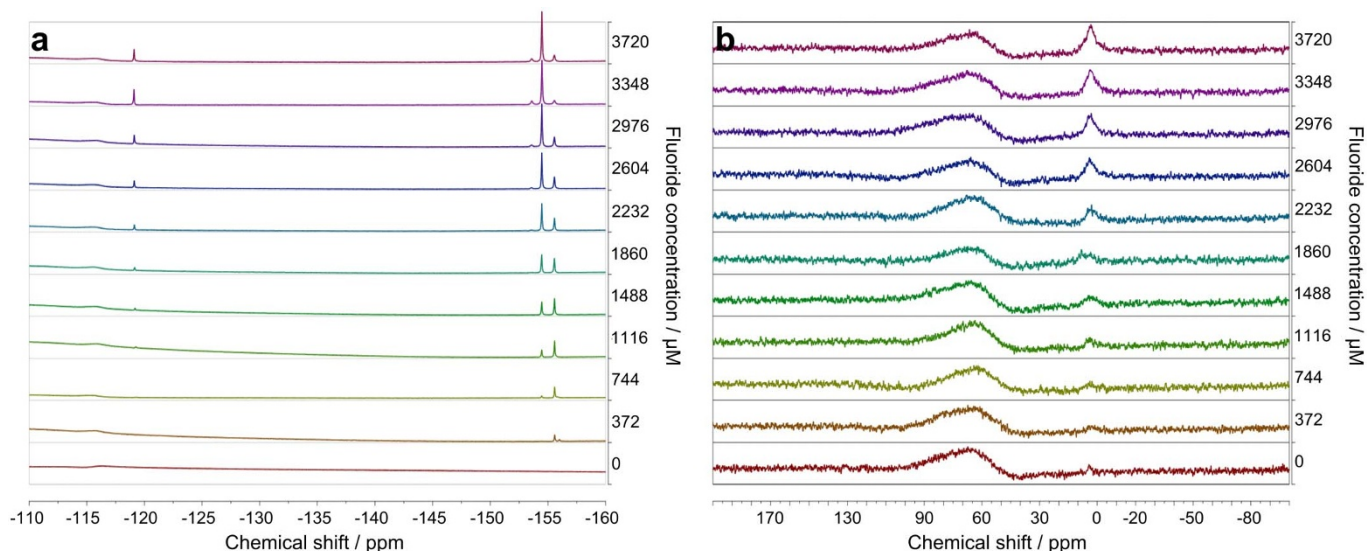 a
3720
3348
2976
2604
2232
1860
1488
1116
744
372
0
Fluoride concentration / µM
-110 -115 -120 -125 -130 -135 -140 -145 -150 -155 -160
Chemical shift / ppm
b
3720
3348
2976
2604
2232
1860
1488
1116
744
372
0
Fluoride concentration / µM
170 130 90 60 30 0 -20 -50 -80
Chemical shift / ppm